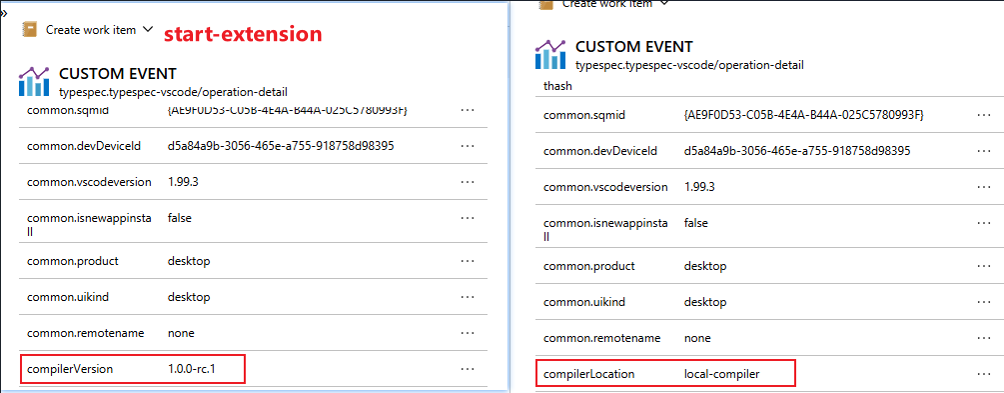 »
Create work item
start-extension
CUSTOM EVENT
typespec.typespec-vscode/operation-detail
common.sqmid {AE9F0D53-C05B-4E4A-B44A-025C5780993F}
common.devDeviceId d5a84a9b-3056-465e-a755-918758d98395
common.vscodeversion 1.99.3
common.isnewappinsta false
ll
common.product desktop
common.uikind desktop
common.remotename none
compilerVersion 1.0.0-rc.1
Create work item
CUSTOM EVENT
typespec.typespec-vscode/operation-detail
thash
common.sqmid {AE9F0D53-C05B-4E4A-B44A-025C5780993F}
common.devDeviceId d5a84a9b-3056-465e-a755-918758d98395
common.vscodeversion 1.99.3
common.isnewappinsta false
ll
common.product desktop
common.uikind desktop
common.remotename none
compilerLocation local-compiler